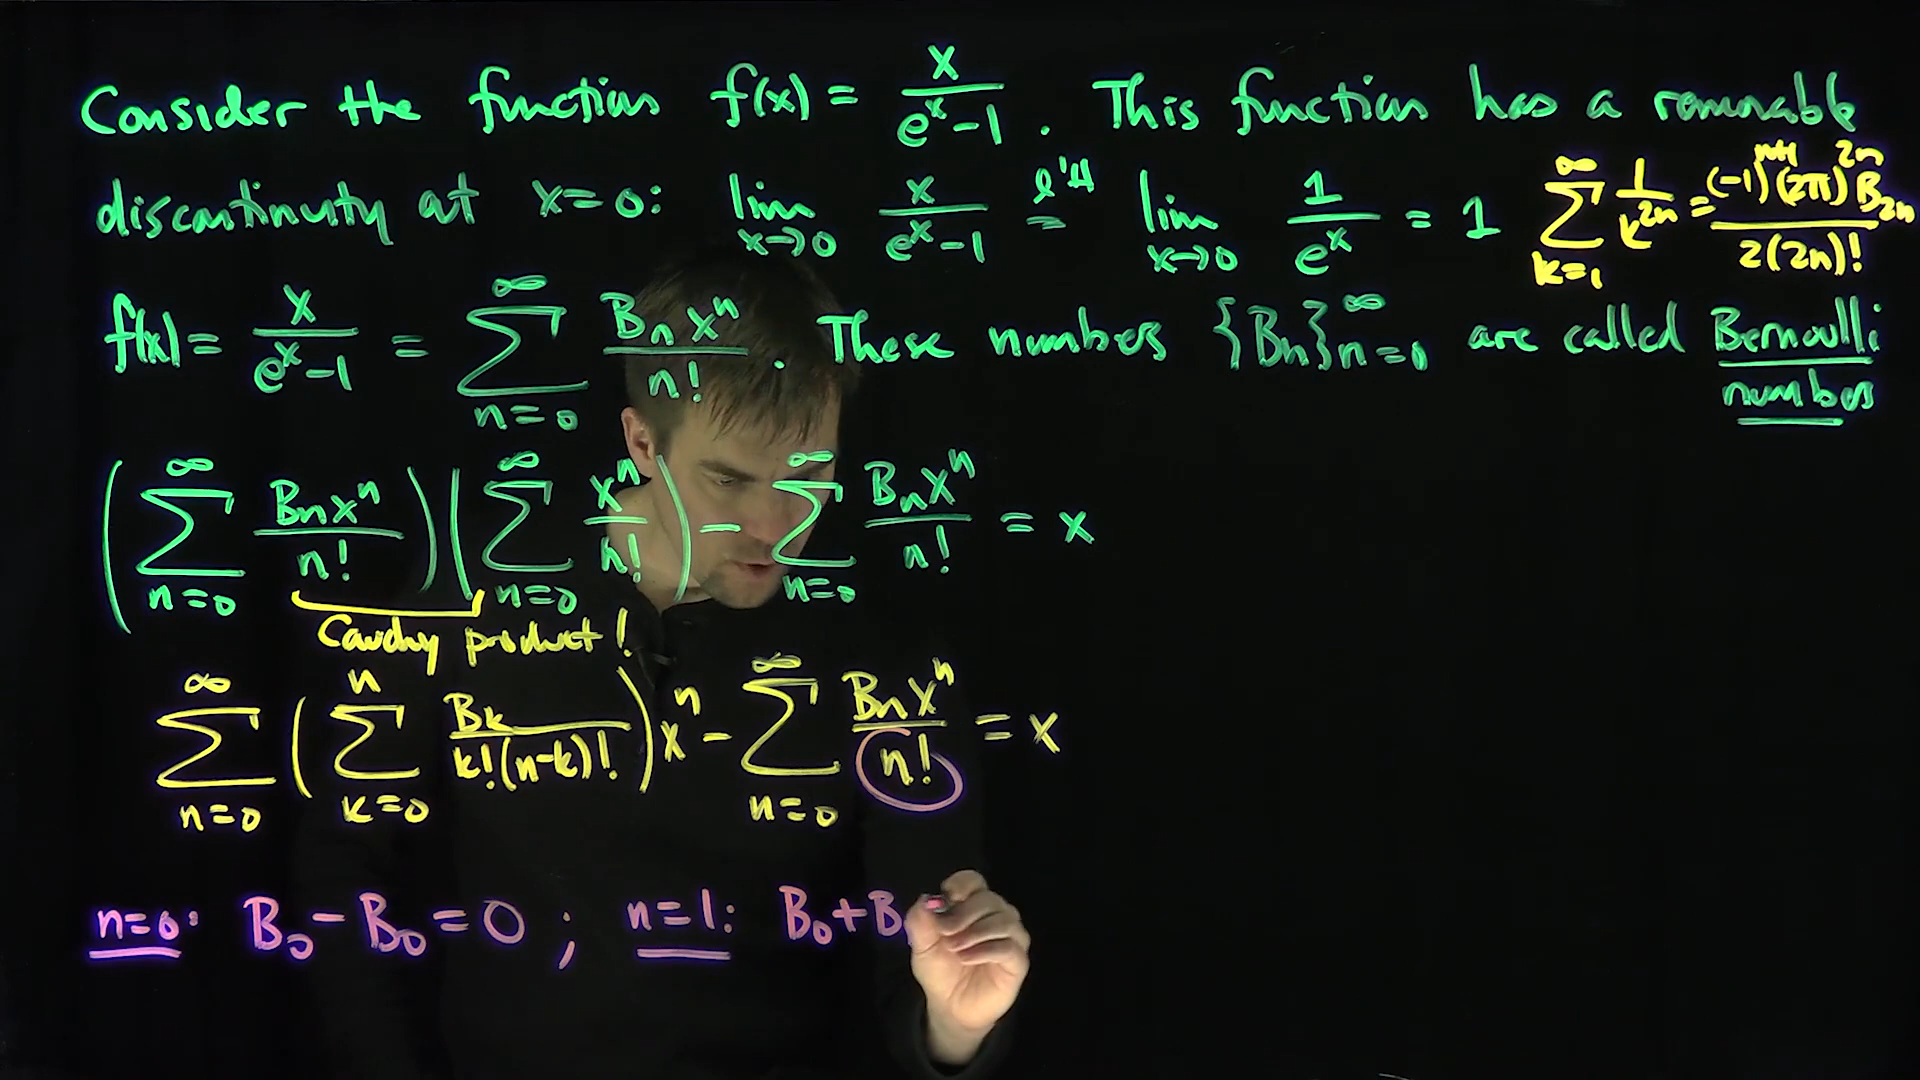 Consider the function f(x) = x/(e^x - 1). This function has a removable
discontinuity at x=0: lim_{x→0} x/(e^x - 1) =^{l'H} lim_{x→0} 1/e^x = 1
∑_{k=1}^{∞} 1/k^{2n} = (-1)^{n+1} (2π)^{2n} B_{2n} / 2(2n)!
f(x) = x/(e^x - 1) = ∑_{n=0}^{∞} B_n x^n / n! . These numbers {B_n}_{n=0}^{∞} are called Bernoulli
numbers
(∑_{n=0}^{∞} B_n x^n / n!)(∑_{n=0}^{∞} x^n / n!) - ∑_{n=0}^{∞} B_n x^n / n! = x
Cauchy product!
∑_{n=0}^{∞} (∑_{k=0}^{n} B_k / k!(n-k)!) x^n - ∑_{n=0}^{∞} B_n x^n / n! = x
n=0: B_0 - B_0 = 0 ; n=1: B_0 + B